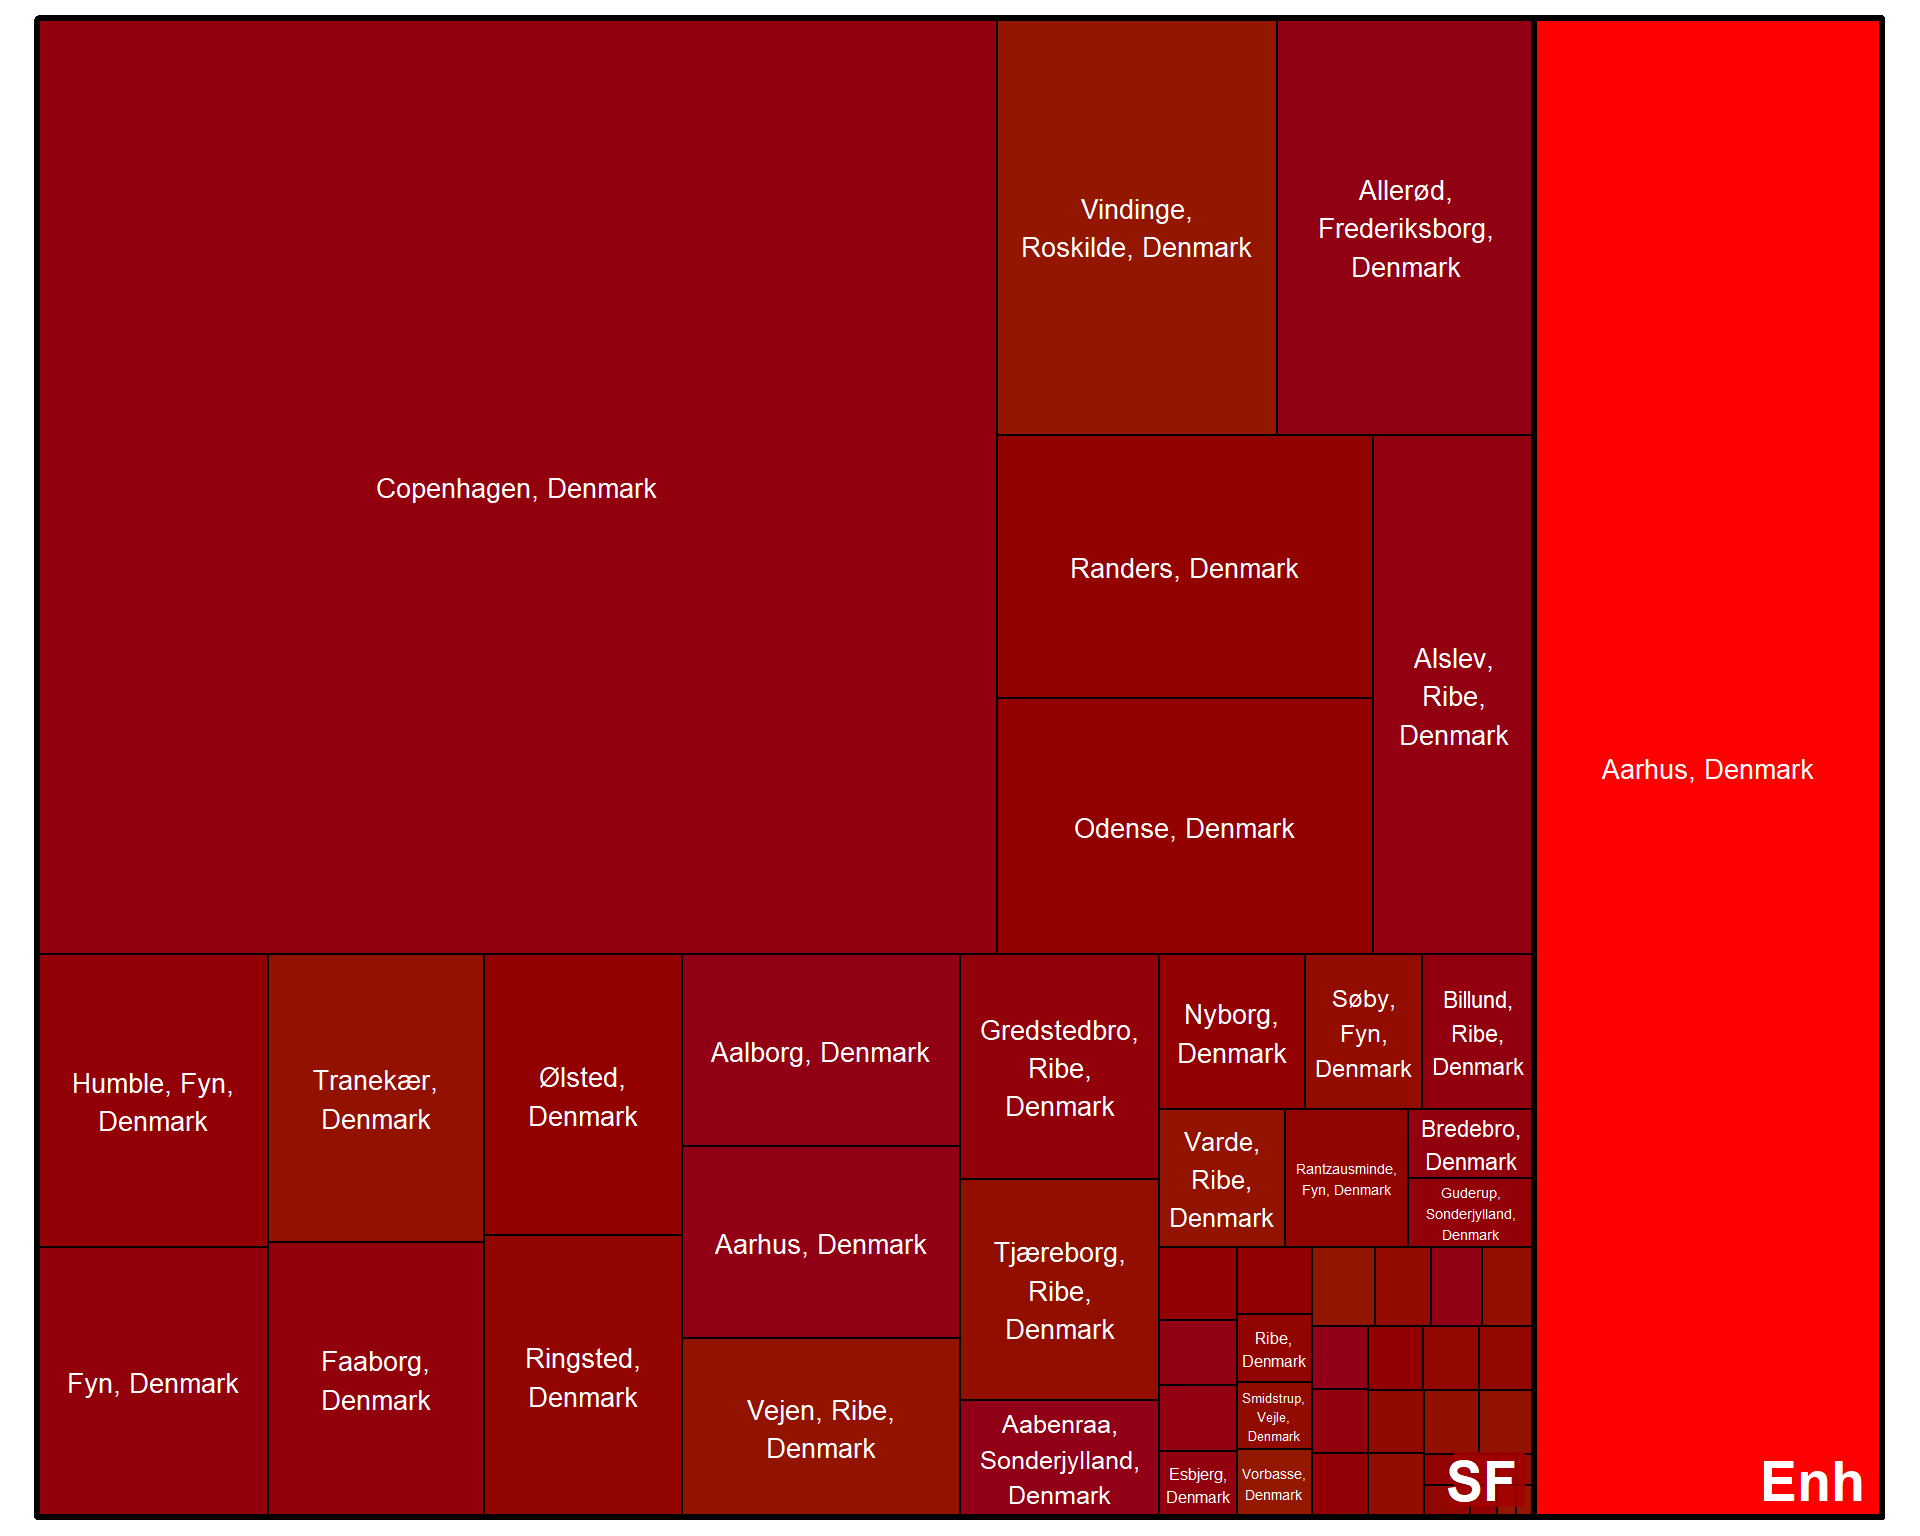 Copenhagen, Denmark
Vindinge,
Roskilde, Denmark
Allerød,
Frederiksborg,
Denmark
Randers, Denmark
Alslev,
Ribe,
Denmark
Odense, Denmark
Aarhus, Denmark
Humble, Fyn,
Denmark
Tranekær,
Denmark
Ølsted,
Denmark
Aalborg, Denmark
Gredstedbro,
Ribe,
Denmark
Nyborg,
Denmark
Søby,
Fyn,
Denmark
Billund,
Ribe,
Denmark
Varde,
Ribe,
Denmark
Rantzausminde,
Fyn, Denmark
Bredebro,
Denmark
Guderup,
Sonderjylland,
Denmark
Fyn, Denmark
Faaborg,
Denmark
Ringsted,
Denmark
Aarhus, Denmark
Vejen, Ribe,
Denmark
Tjæreborg,
Ribe,
Denmark
Aabenraa,
Sonderjylland,
Denmark
Ribe,
Denmark
Smidstrup,
Vejle,
Denmark
Esbjerg,
Denmark
Vorbasse,
Denmark
SF
Enh